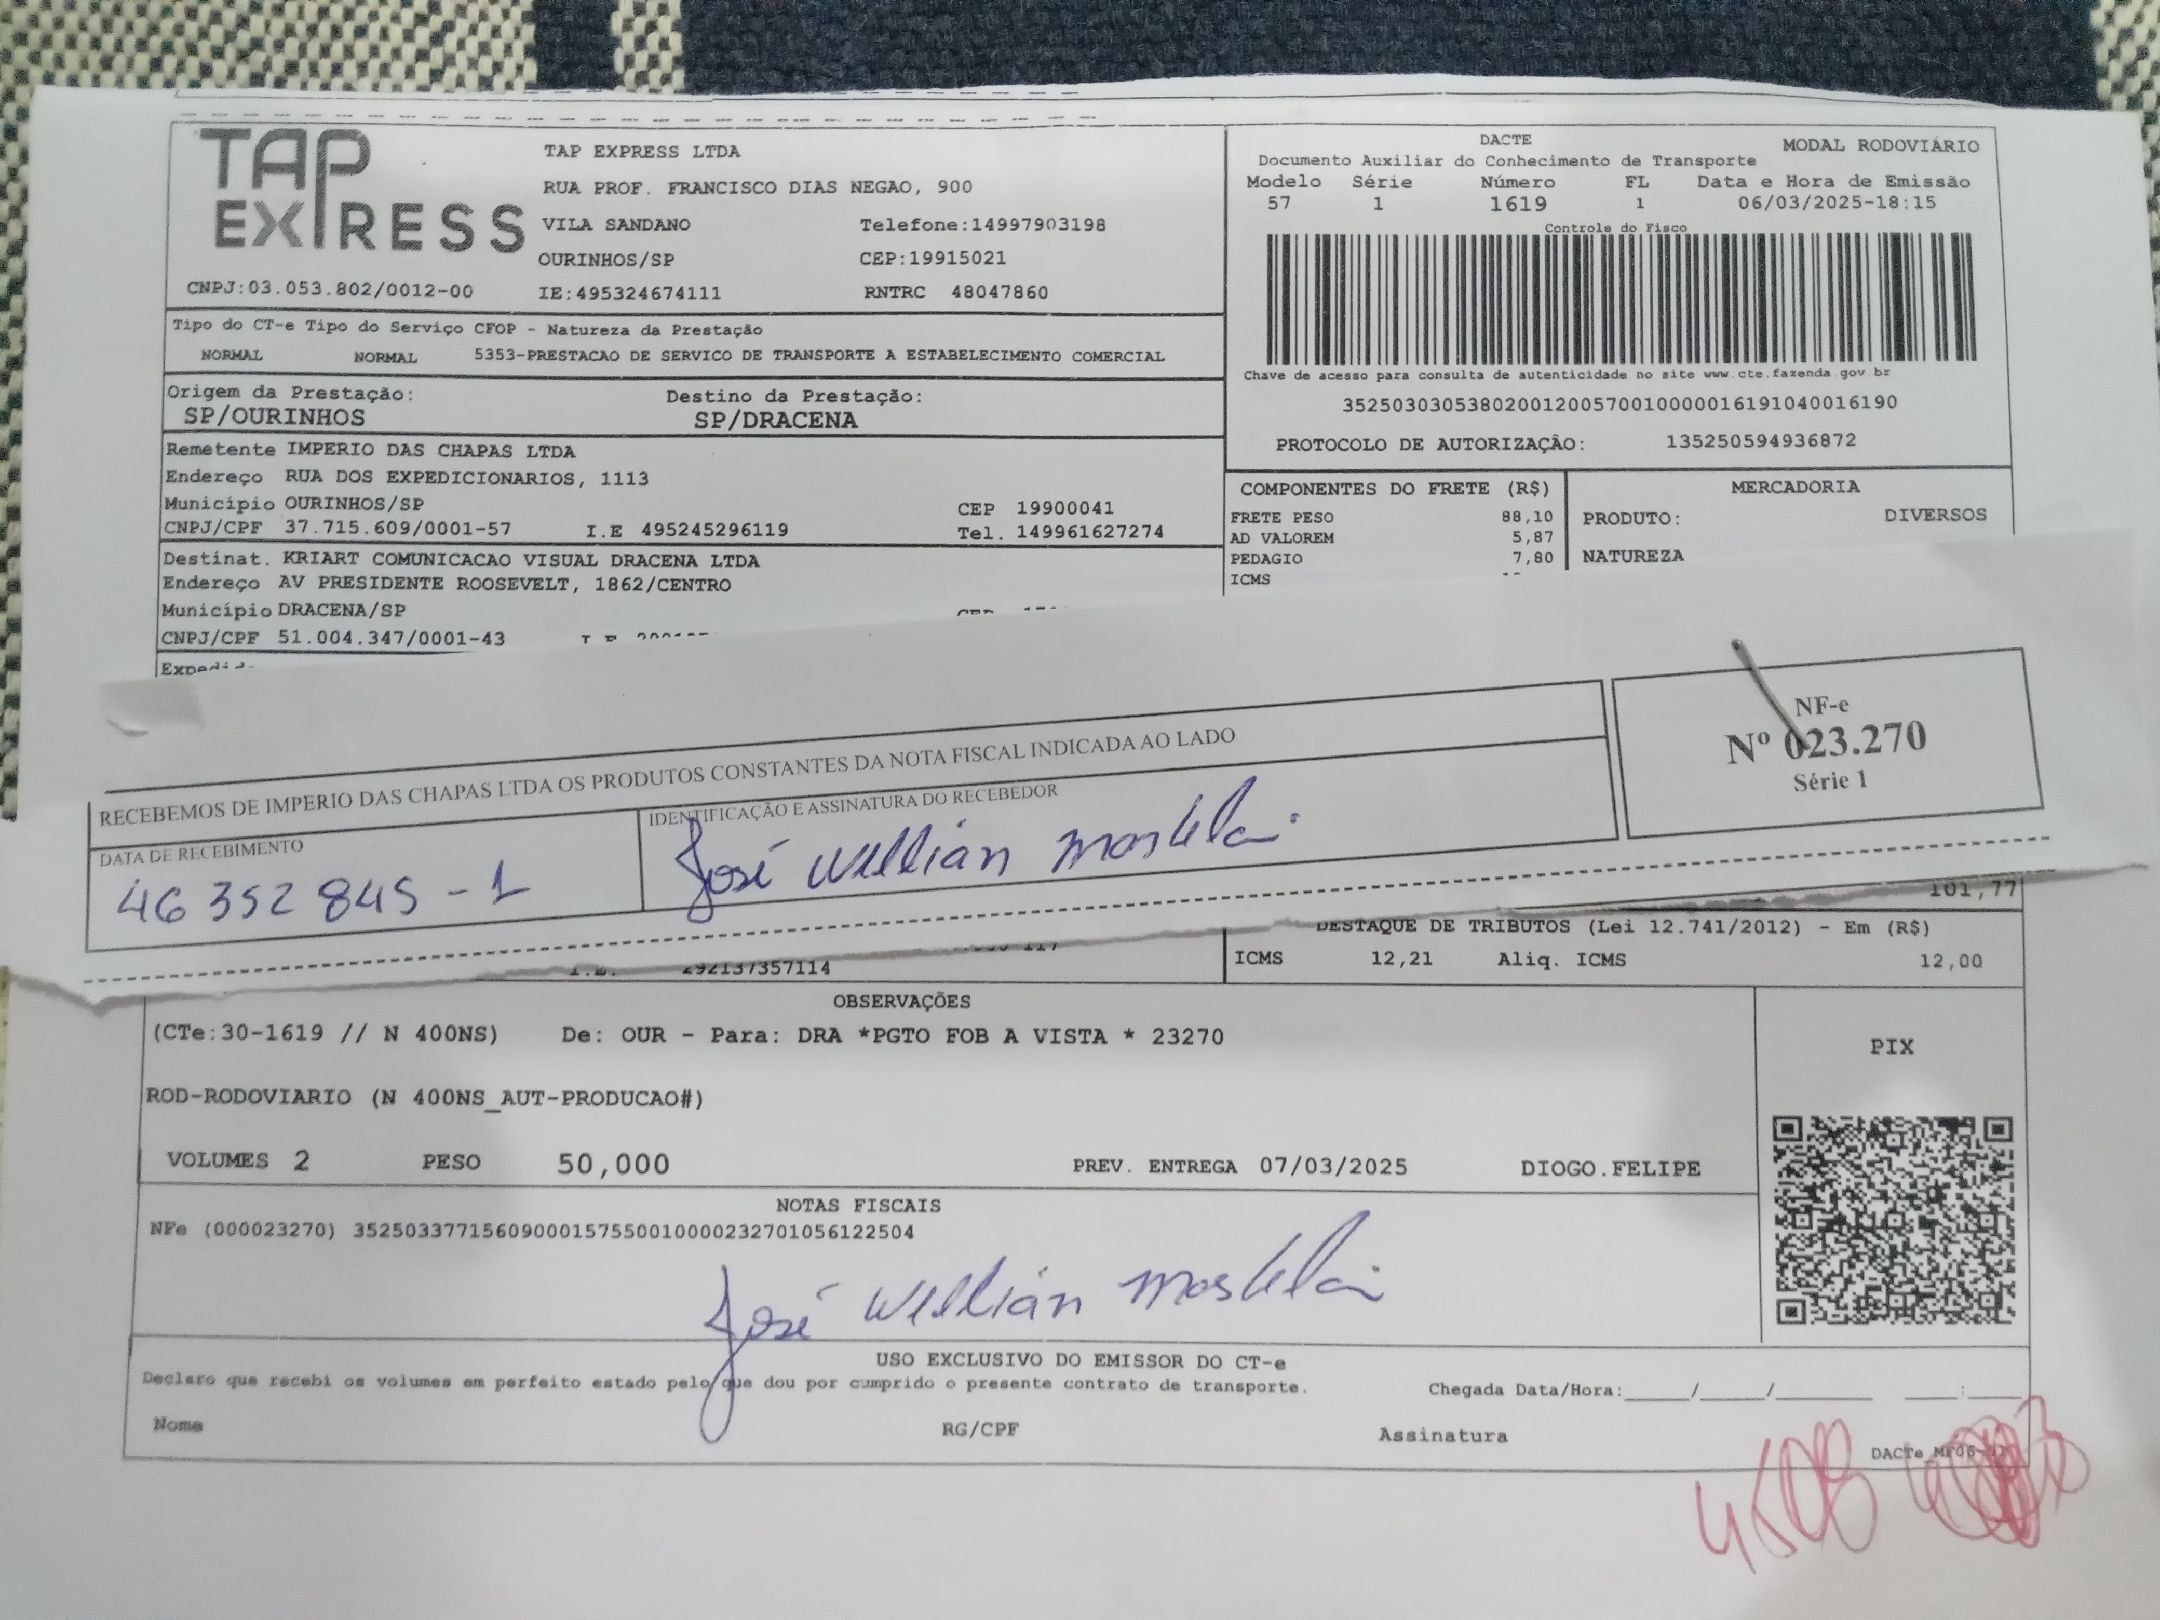 TAP EXPRESS
TAP EXPRESS LTDA
RUA PROF. FRANCISCO DIAS NEGAO, 900
VILA SANDANO Telefone:14997903198
OURINHOS/SP CEP:19915021
CNPJ:03.053.802/0012-00 IE:495324674111 RNTRC 48047860
DACTE MODAL RODOVIÁRIO
Documento Auxiliar do Conhecimento de Transporte
Modelo Série Número FL Data e Hora de Emissão
57 1 1619 1 06/03/2025-18:15
Controle do Fisco
Chave de acesso para consulta de autenticidade no site www.cte.fazenda.gov.br
35250303053802001200570010000016191040016190
PROTOCOLO DE AUTORIZAÇÃO: 135250594936872
Tipo do CT-e Tipo do Serviço CFOP - Natureza da Prestação
NORMAL NORMAL 5353-PRESTACAO DE SERVICO DE TRANSPORTE A ESTABELECIMENTO COMERCIAL
Origem da Prestação: Destino da Prestação:
SP/OURINHOS SP/DRACENA
Remetente IMPERIO DAS CHAPAS LTDA
Endereço RUA DOS EXPEDICIONARIOS, 1113
Município OURINHOS/SP CEP 19900041
CNPJ/CPF 37.715.609/0001-57 I.E 495245296119 Tel. 149961627274
Destinat. KRIART COMUNICACAO VISUAL DRACENA LTDA
Endereço AV PRESIDENTE ROOSEVELT, 1862/CENTRO
Município DRACENA/SP
CNPJ/CPF 51.004.347/0001-43
COMPONENTES DO FRETE (R$)
FRETE PESO 88,10
AD VALOREM 5,87
PEDAGIO 7,80
ICMS
MERCADORIA
PRODUTO: DIVERSOS
NATUREZA
RECEBEMOS DE IMPERIO DAS CHAPAS LTDA OS PRODUTOS CONSTANTES DA NOTA FISCAL INDICADA AO LADO
DATA DE RECEBIMENTO
46 352 845 - 1
IDENTIFICAÇÃO E ASSINATURA DO RECEBEDOR
José Willian
NF-e
Nº 023.270
Série 1
101,77
292137357114
DESTAQUE DE TRIBUTOS (Lei 12.741/2012) - Em (R$)
ICMS 12,21 Aliq. ICMS 12,00
OBSERVAÇÕES
(CTe:30-1619 // N 400NS) De: OUR - Para: DRA *PGTO FOB A VISTA * 23270
ROD-RODOVIARIO (N 400NS_AUT-PRODUCAO#)
VOLUMES 2 PESO 50,000 PREV. ENTREGA 07/03/2025 DIOGO.FELIPE
PIX
NOTAS FISCAIS
NFe (000023270) 35250337715609000157550010000232701056122504
José Willian
USO EXCLUSIVO DO EMISSOR DO CT-e
Declaro que recebi os volumes em perfeito estado pelo que dou por cumprido o presente contrato de transporte.
Chegada Data/Hora:_____/_____/________ ____:____
Nome RG/CPF Assinatura
4508